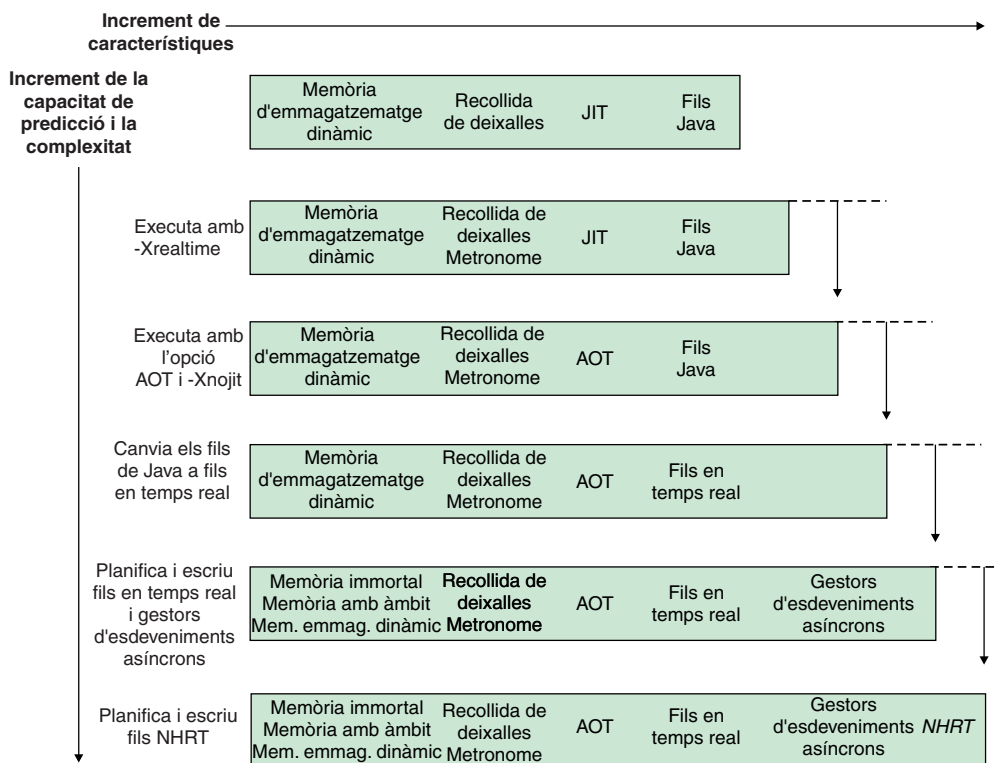 Increment de
característiques
Increment de la
capacitat de
predicció i la
complexitat
Memòria
d'emmagatzematge
dinàmic
Recollida
de deixalles
JIT
Fils
Java
Executa amb
-Xrealtime
Memòria
d'emmagatzematge
dinàmic
Recollida de
deixalles
Metronome
JIT
Fils
Java
Executa amb
l'opció
AOT i -Xnojit
Memòria
d'emmagatzematge
dinàmic
Recollida de
deixalles
Metronome
AOT
Fils
Java
Canvia els fils
de Java a fils
en temps real
Memòria
d'emmagatzematge
dinàmic
Recollida de
deixalles
Metronome
AOT
Fils en
temps real
Planifica i escriu
fils en temps real
i gestors
d'esdeveniments
asíncrons
Memòria immortal
Memòria amb àmbit
Mem. emmag. dinàmic
Recollida de
deixalles
Metronome
AOT
Fils en
temps real
Gestors
d'esdeveniments
asíncrons
Planifica i escriu
fils NHRT
Memòria immortal
Memòria amb àmbit
Mem. emmag. dinàmic
Recollida de
deixalles
Metronome
AOT
Fils en
temps real
Gestors
d'esdeveniments
asíncrons
NHRT